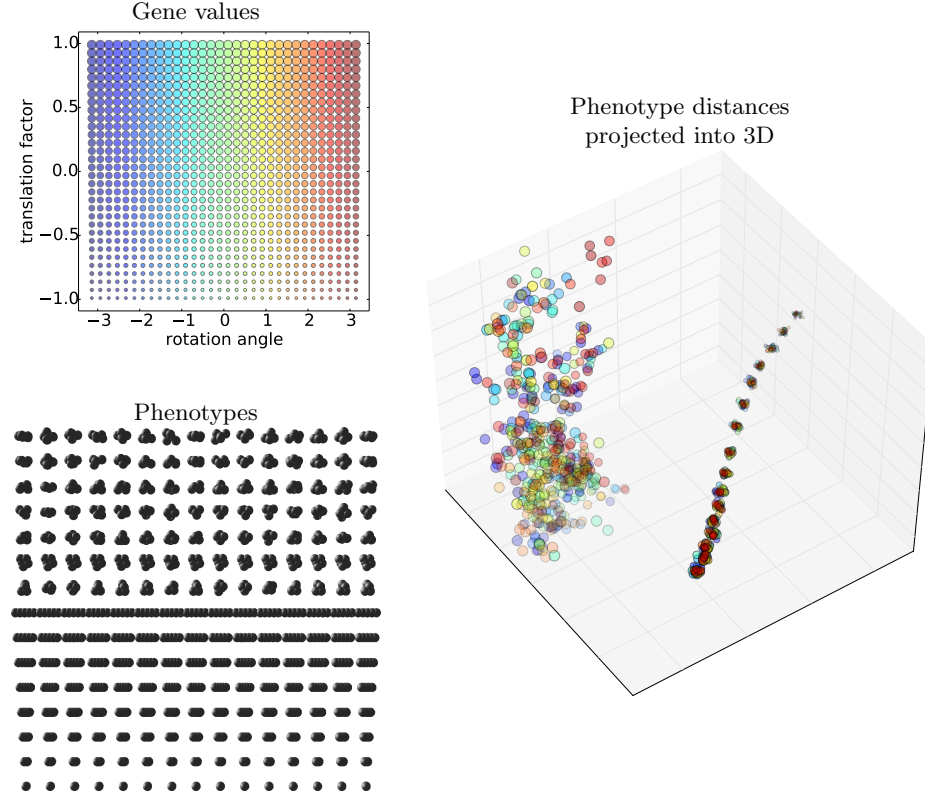 Gene values
1.0
0.5
0.0
−0.5
−1.0
translation factor
−3 −2 −1 0 1 2 3
rotation angle
Phenotypes
Phenotype distances
projected into 3D